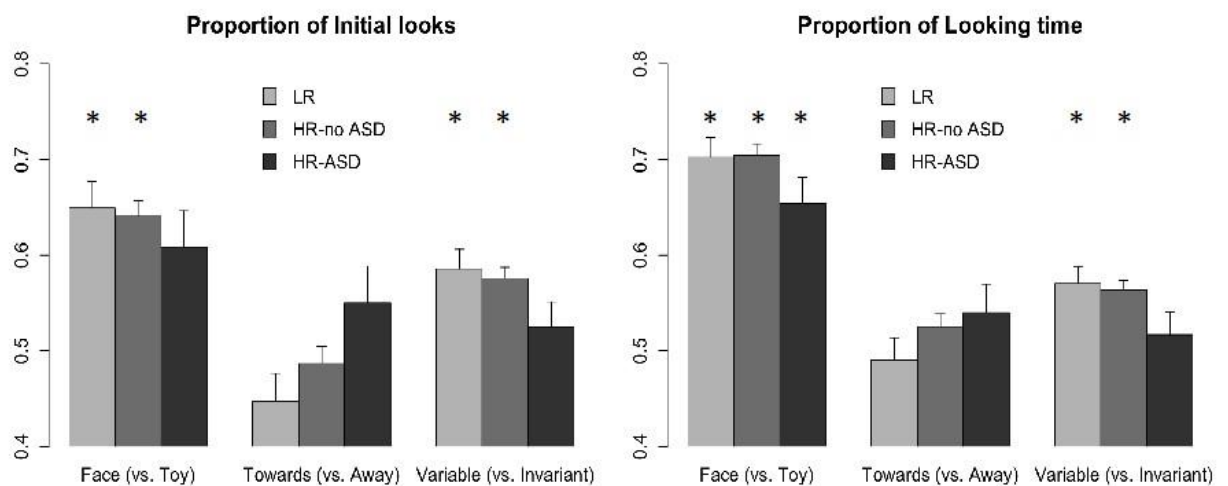 Proportion of Initial looks
0.8
0.7
0.6
0.5
0.4
* * * *
LR
HR-no ASD
HR-ASD
Face (vs. Toy) Towards (vs. Away) Variable (vs. Invariant)
Proportion of Looking time
0.8
0.7
0.6
0.5
0.4
* * * * *
LR
HR-no ASD
HR-ASD
Face (vs. Toy) Towards (vs. Away) Variable (vs. Invariant)